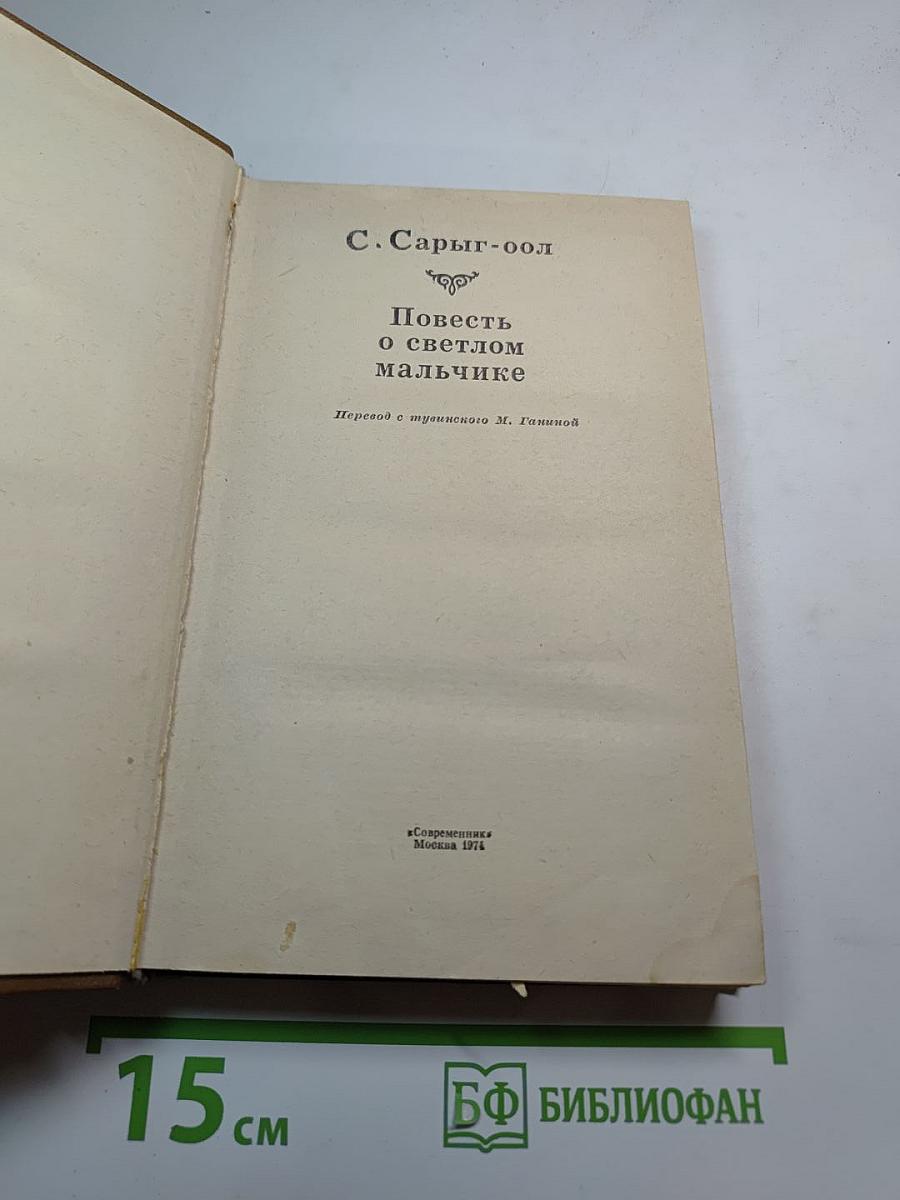 С. Сарыг-оол
Повесть
о светлом
мальчике
Перевод с тувинского М. Ганиной
«Современник»
Москва 1974
15 см
БФ БИБЛИОФАН